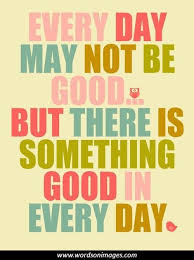 EVERY DAY
MAY NOT BE
GOOD...
BUT THERE IS
SOMETHING
GOOD IN
EVERY DAY.
www.wordsonimages.com